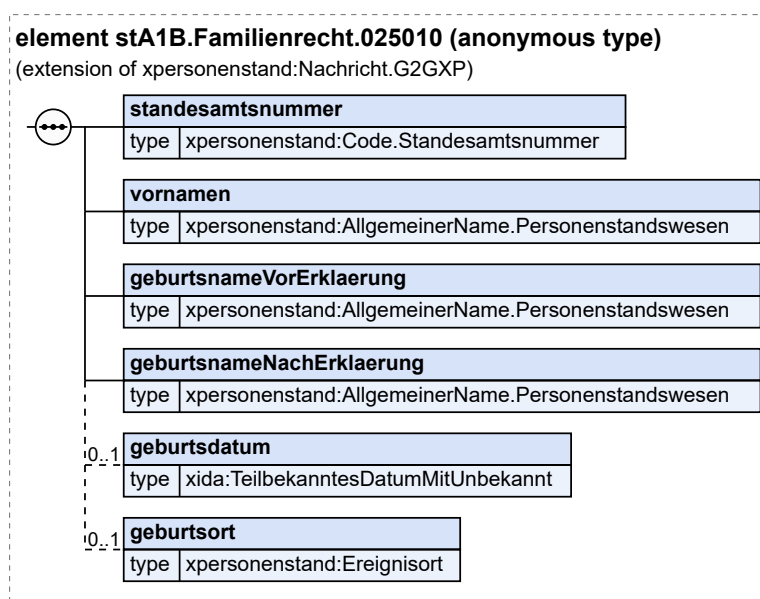 element stA1B.Familienrecht.025010 (anonymous type)
(extension of xpersonenstand:Nachricht.G2GXP)
standesamtsnummer
type xpersonenstand:Code.Standesamtsnummer
vornamen
type xpersonenstand:AllgemeinerName.Personenstandswesen
geburtsnameVorErklaerung
type xpersonenstand:AllgemeinerName.Personenstandswesen
geburtsnameNachErklaerung
type xpersonenstand:AllgemeinerName.Personenstandswesen
0..1 geburtsdatum
type xida:TeilbekanntesDatumMitUnbekannt
0..1 geburtsort
type xpersonenstand:Ereignisort